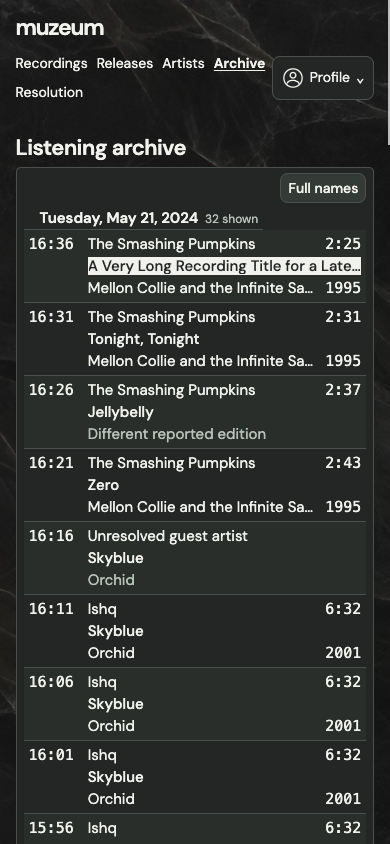 muzeum
Recordings Releases Artists Archive
Resolution
Profile
Listening archive
Full names
Tuesday, May 21, 2024 32 shown
16:36 The Smashing Pumpkins 2:25
A Very Long Recording Title for a Late…
Mellon Collie and the Infinite Sa… 1995
16:31 The Smashing Pumpkins 2:31
Tonight, Tonight
Mellon Collie and the Infinite Sa… 1995
16:26 The Smashing Pumpkins 2:37
Jellybelly
Different reported edition
16:21 The Smashing Pumpkins 2:43
Zero
Mellon Collie and the Infinite Sa… 1995
16:16 Unresolved guest artist
Skyblue
Orchid
16:11 Ishq 6:32
Skyblue
Orchid 2001
16:06 Ishq 6:32
Skyblue
Orchid 2001
16:01 Ishq 6:32
Skyblue
Orchid 2001
15:56 Ishq 6:32